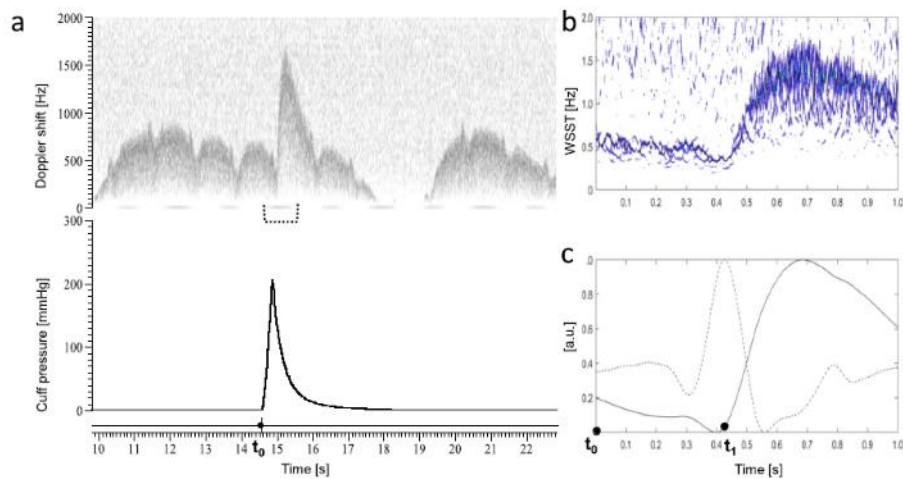 a
2000
1500
1000
500
0
Doppler shift [Hz]
300
200
100
0
Cuff pressure [mmHg]
t0
10 11 12 13 14 15 16 17 18 19 20 21 22
Time [s]
b
2.0
1.5
1.0
0.5
0
WSST [Hz]
0.1 0.2 0.3 0.4 0.5 0.6 0.7 0.8 0.9 1.0
c
.0
.8
.6
.4
.2
0
[a.u.]
0.1 0.2 0.3 0.4 0.5 0.6 0.7 0.8 0.9 1.0
t0
t1
Time [s]